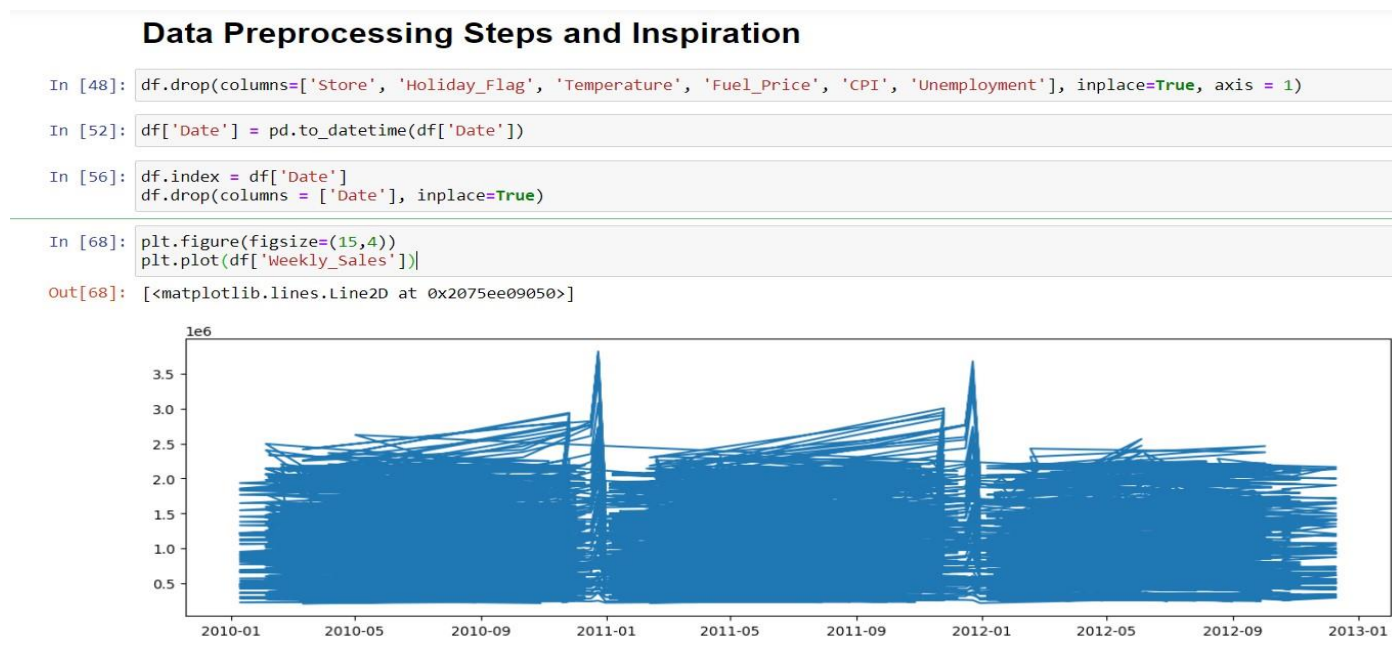 Data Preprocessing Steps and Inspiration
In [48]: df.drop(columns=['Store', 'Holiday_Flag', 'Temperature', 'Fuel_Price', 'CPI', 'Unemployment'], inplace=True, axis = 1)
In [52]: df['Date'] = pd.to_datetime(df['Date'])
In [56]: df.index = df['Date']
df.drop(columns = ['Date'], inplace=True)
In [68]: plt.figure(figsize=(15,4))
plt.plot(df['Weekly_Sales'])
Out[68]: [<matplotlib.lines.Line2D at 0x2075ee09050>]
1e6
3.5
3.0
2.5
2.0
1.5
1.0
0.5
2010-01 2010-05 2010-09 2011-01 2011-05 2011-09 2012-01 2012-05 2012-09 2013-01